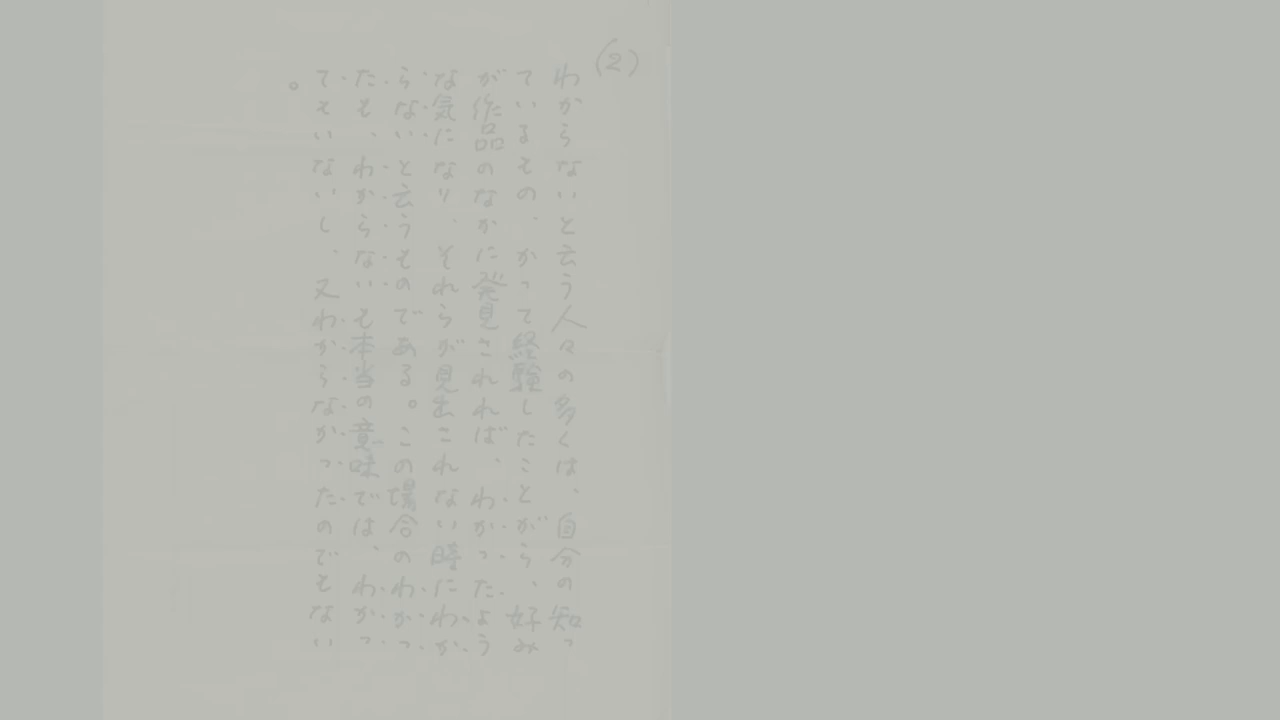 (2)
わからないと云う人々の多くは、自分の知っ
ているもの、かって経験したことがら、好み
が作品のなかに発見されれば、わかったよう
な気になり、それらが見出されない時にわか
らないと云うものである。この場合のわかっ
たも、わからないも本当の意味では、わかっ
てもいないし、又わからなかったのでもない
。